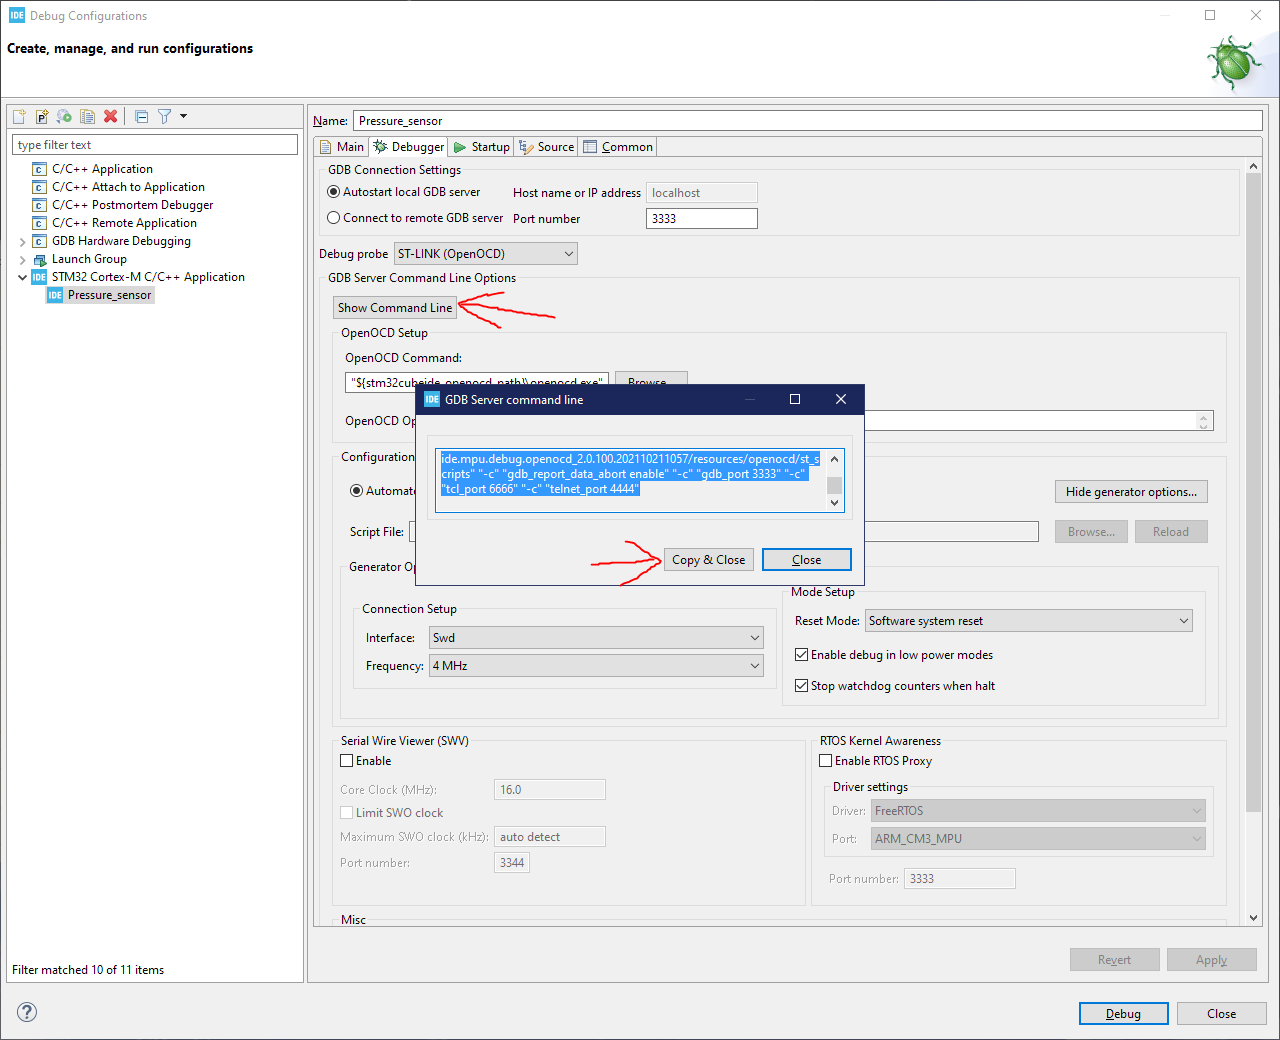 IDE Debug Configurations
Create, manage, and run configurations
type filter text
C/C++ Application
C/C++ Attach to Application
C/C++ Postmortem Debugger
C/C++ Remote Application
GDB Hardware Debugging
Launch Group
IDE STM32 Cortex-M C/C++ Application
IDE Pressure_sensor
Filter matched 10 of 11 items
Name: Pressure_sensor
Main Debugger Startup Source Common
GDB Connection Settings
Autostart local GDB server Host name or IP address localhost
Connect to remote GDB server Port number 3333
Debug probe ST-LINK (OpenOCD)
GDB Server Command Line Options
Show Command Line
OpenOCD Setup
OpenOCD Command:
"${stm32cubeide_openocd_path}\openocd.exe" Browse...
OpenOCD Op
IDE GDB Server command line
ide.mpu.debug.openocd_2.0.100.202110211057/resources/openocd/st_s
cripts" "-c" "gdb_report_data_abort enable" "-c" "gdb_port 3333" "-c"
"tcl_port 6666" "-c" "telnet_port 4444"
Copy & Close Close
Configuration
Automate
Hide generator options...
Script File: Browse... Reload
Generator Op
Connection Setup
Interface: Swd
Frequency: 4 MHz
Mode Setup
Reset Mode: Software system reset
Enable debug in low power modes
Stop watchdog counters when halt
Serial Wire Viewer (SWV)
Enable
Core Clock (MHz): 16.0
Limit SWO clock
Maximum SWO clock (kHz): auto detect
Port number: 3344
RTOS Kernel Awareness
Enable RTOS Proxy
Driver settings
Driver: FreeRTOS
Port: ARM_CM3_MPU
Port number: 3333
Misc
Revert Apply
Debug Close